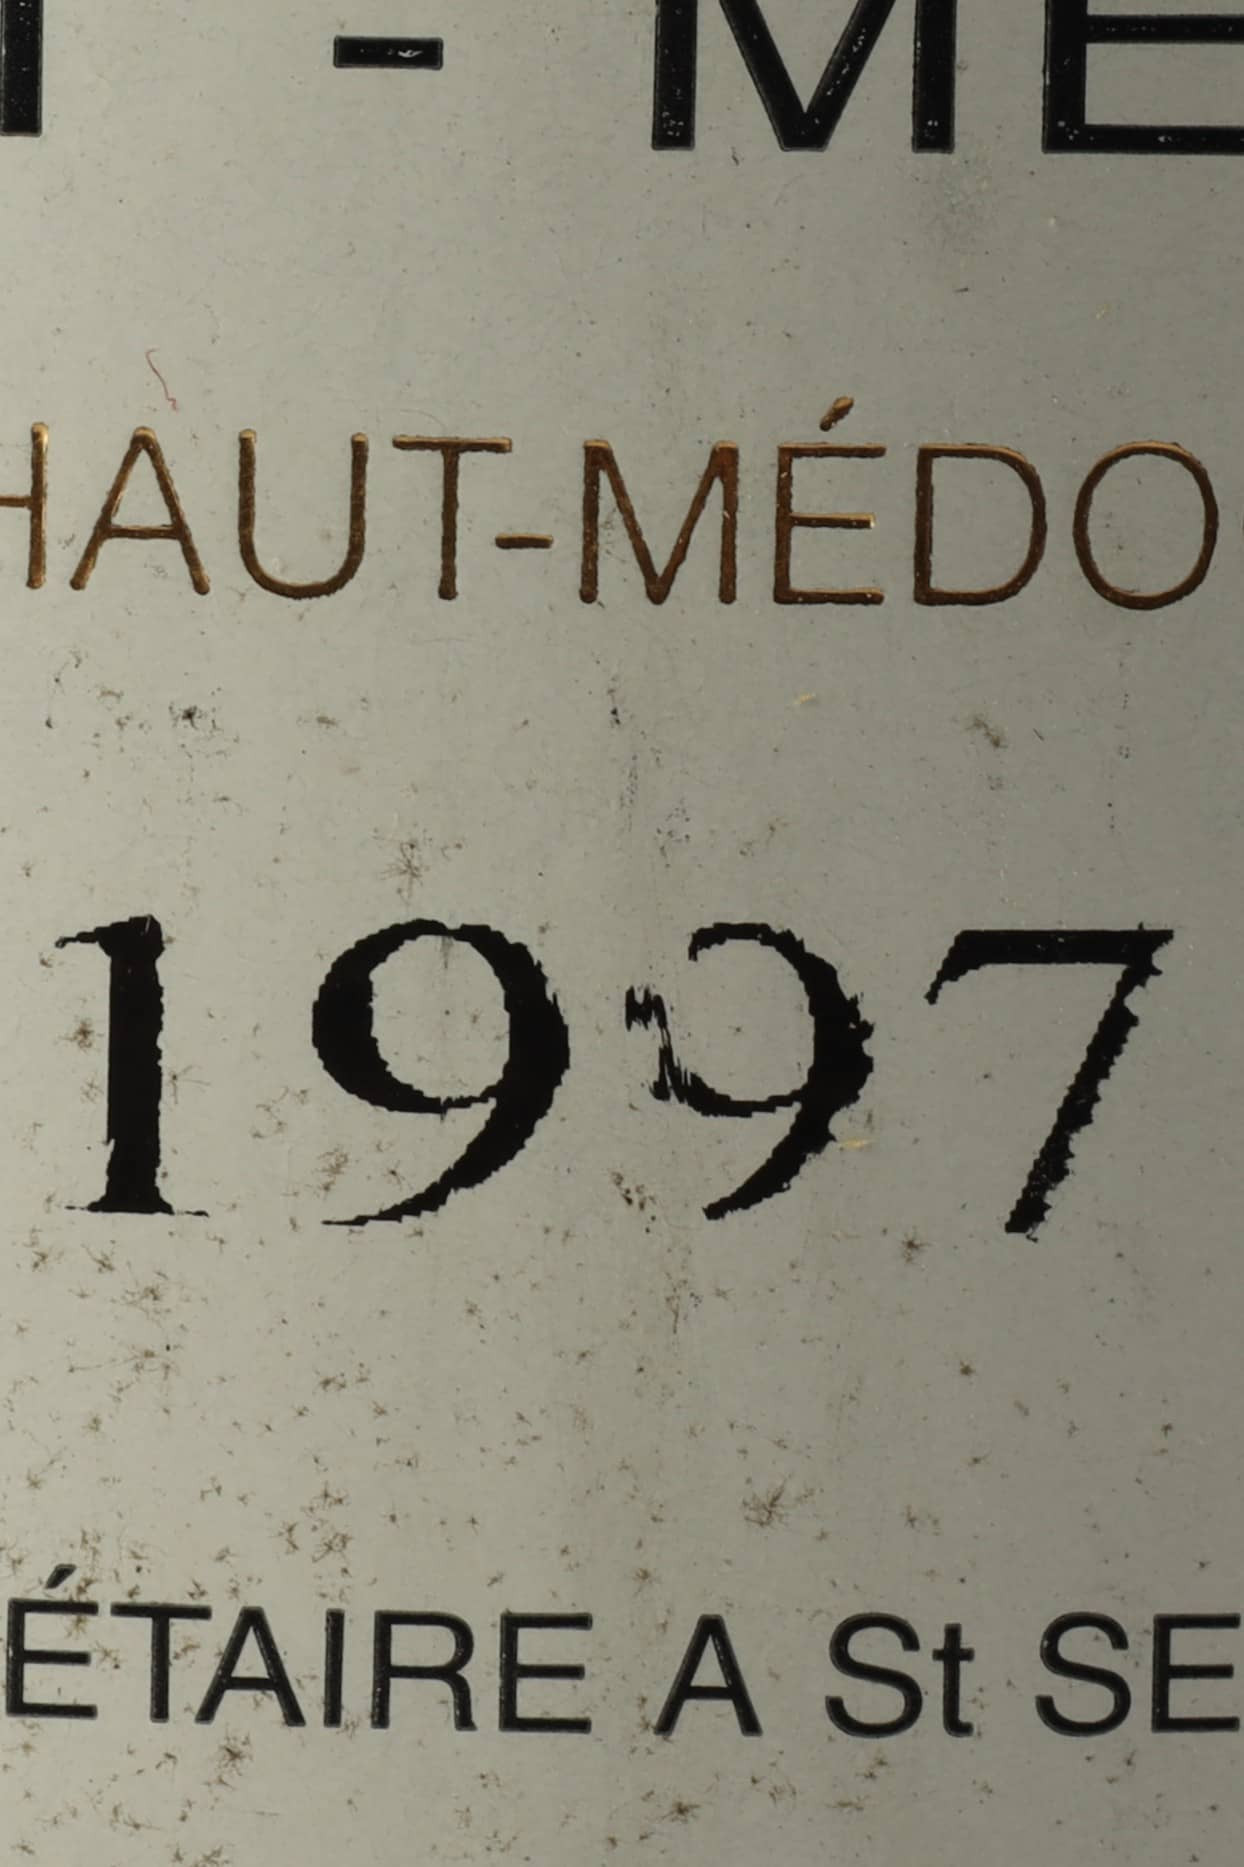 - ME
HAUT-MÉDO
1997
ÉTAIRE A St SE